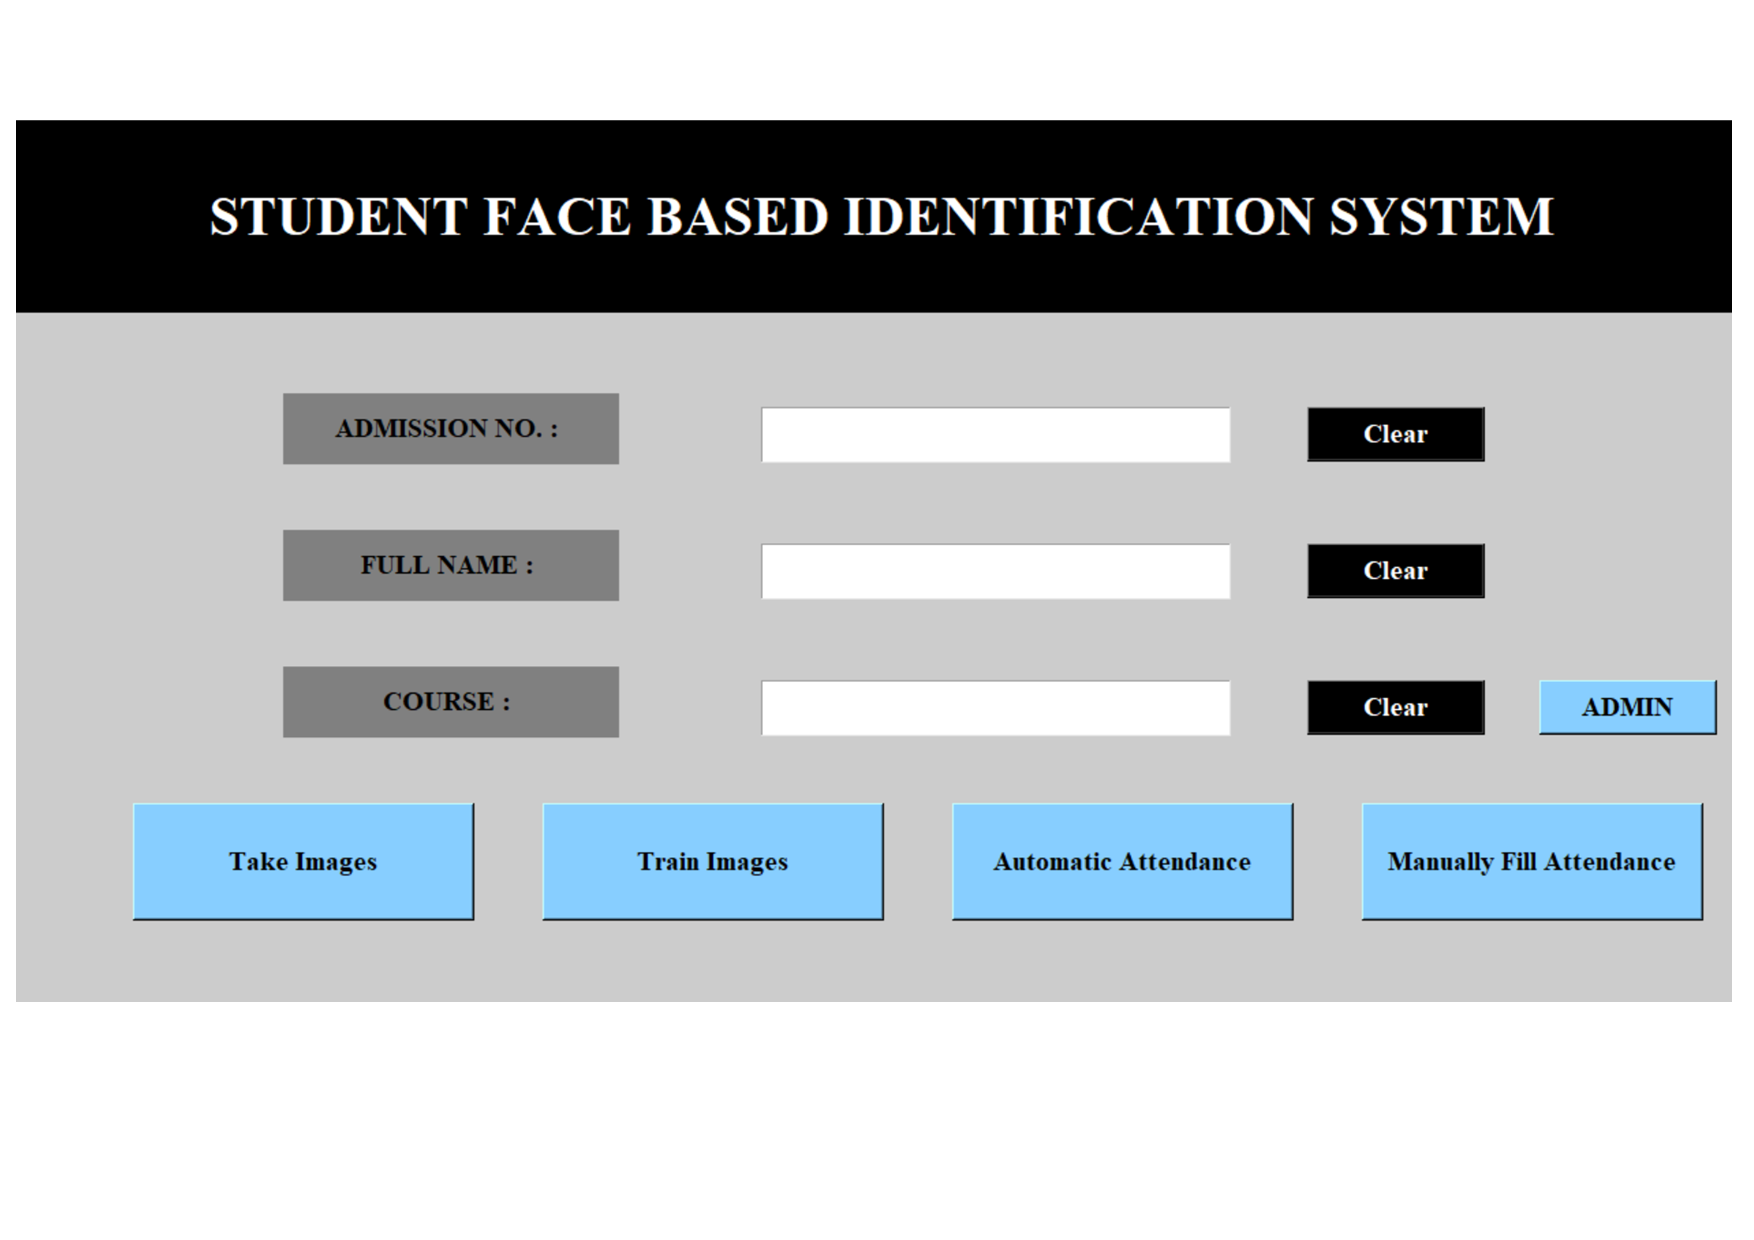 STUDENT FACE BASED IDENTIFICATION SYSTEM
ADMISSION NO. :
Clear
FULL NAME :
Clear
COURSE :
Clear
ADMIN
Take Images
Train Images
Automatic Attendance
Manually Fill Attendance